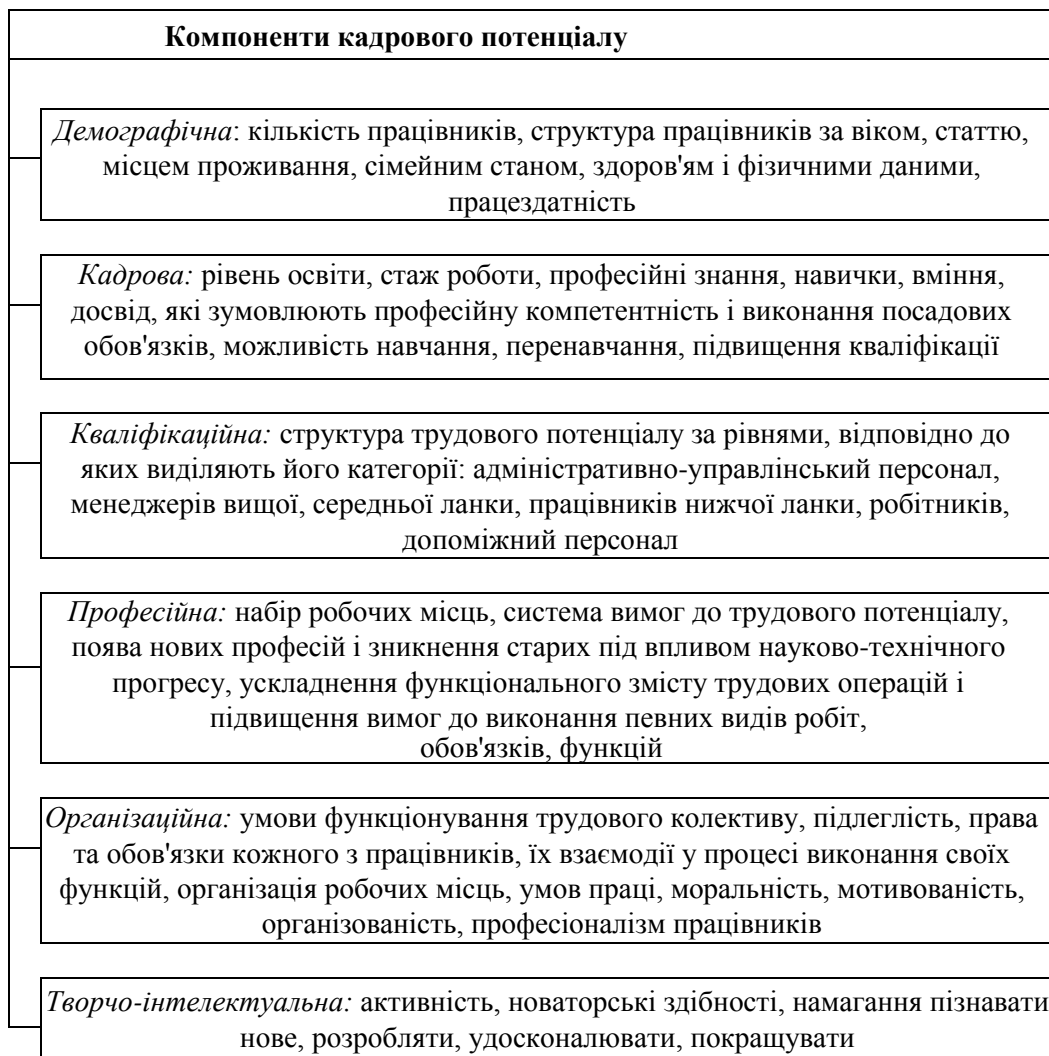 Компоненти кадрового потенціалу
Демографічна: кількість працівників, структура працівників за віком, статтю,
місцем проживання, сімейним станом, здоров'ям і фізичними даними,
працездатність
Кадрова: рівень освіти, стаж роботи, професійні знання, навички, вміння,
досвід, які зумовлюють професійну компетентність і виконання посадових
обов'язків, можливість навчання, перенавчання, підвищення кваліфікації
Кваліфікаційна: структура трудового потенціалу за рівнями, відповідно до
яких виділяють його категорії: адміністративно-управлінський персонал,
менеджерів вищої, середньої ланки, працівників нижчої ланки, робітників,
допоміжний персонал
Професійна: набір робочих місць, система вимог до трудового потенціалу,
поява нових професій і зникнення старих під впливом науково-технічного
прогресу, ускладнення функціонального змісту трудових операцій і
підвищення вимог до виконання певних видів робіт,
обов'язків, функцій
Організаційна: умови функціонування трудового колективу, підлеглість, права
та обов'язки кожного з працівників, їх взаємодії у процесі виконання своїх
функцій, організація робочих місць, умов праці, моральність, мотивованість,
організованість, професіоналізм працівників
Творчо-інтелектуальна: активність, новаторські здібності, намагання пізнавати
нове, розробляти, удосконалювати, покращувати